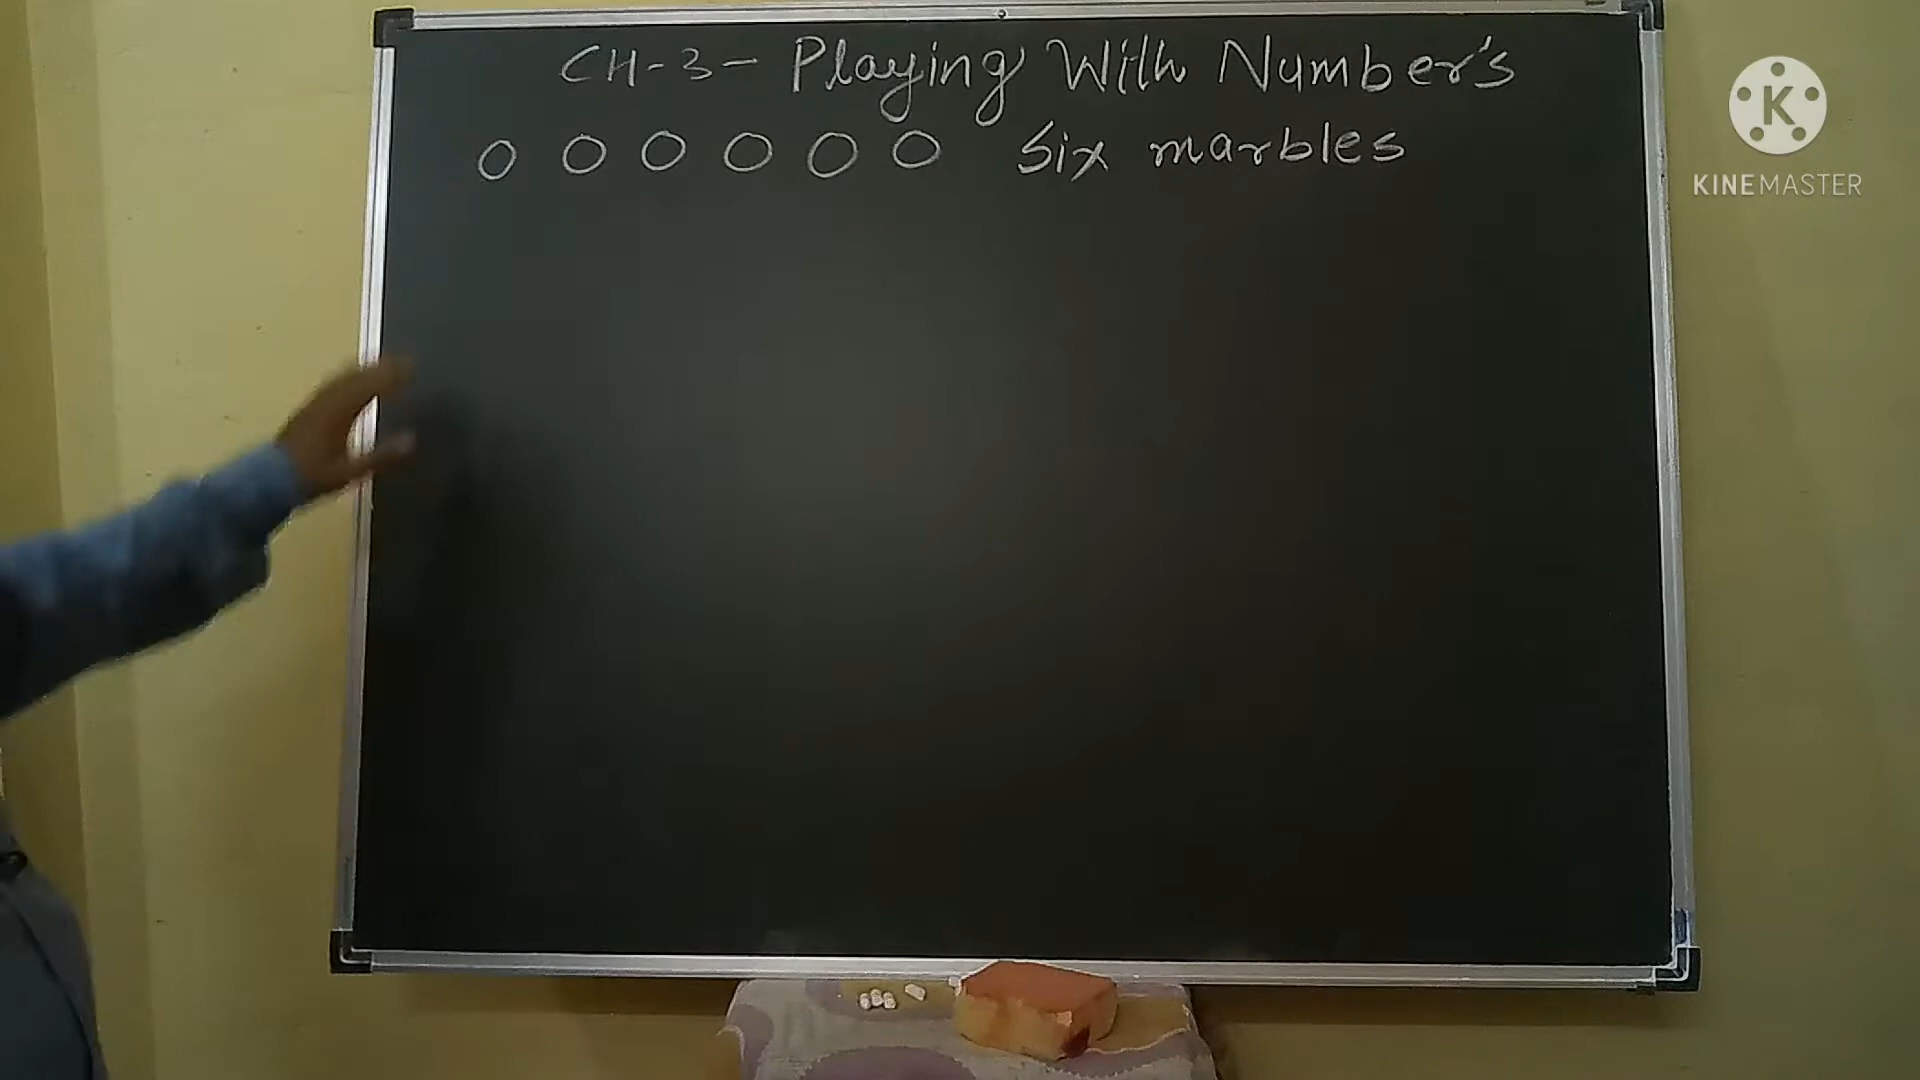 CH-3- Playing With Number's
O O O O O O Six marbles
K
KINEMASTER